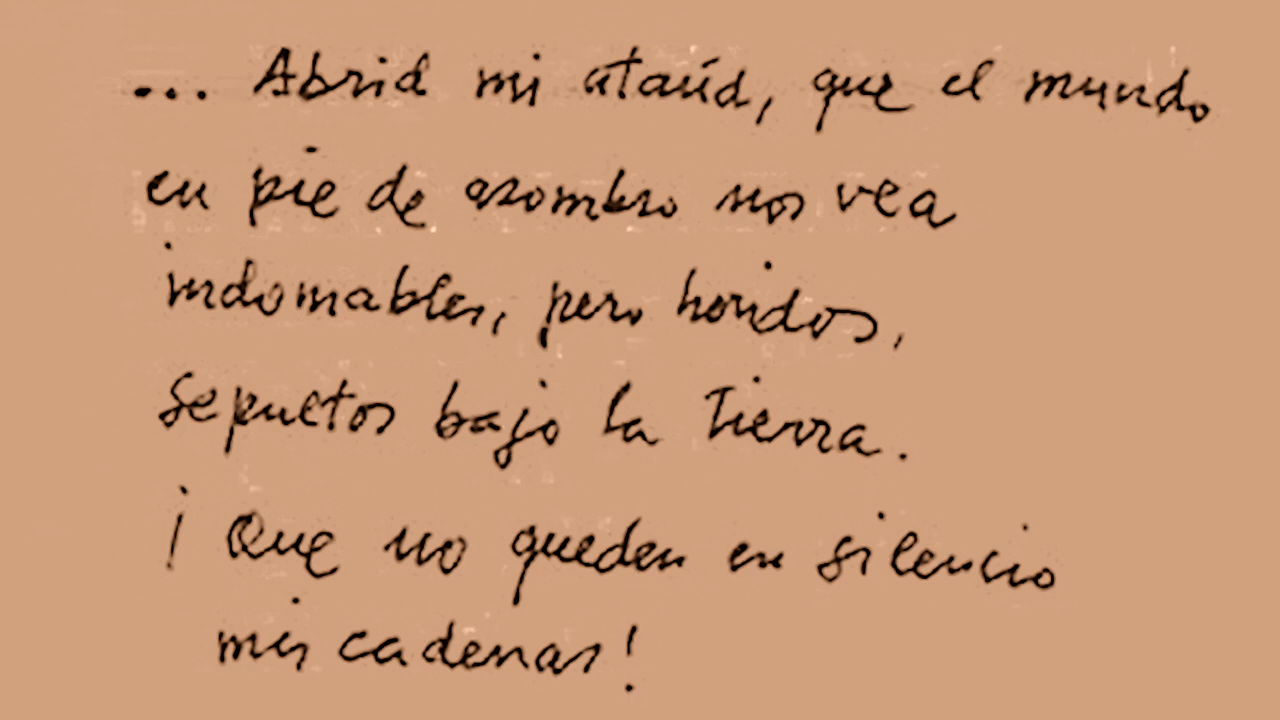 ... Abrid mi ataúd, que el mundo
en pie de asombro nos vea
indomables, pero heridos,
sepultos bajo la tierra.
¡Que no queden en silencio
mis cadenas!